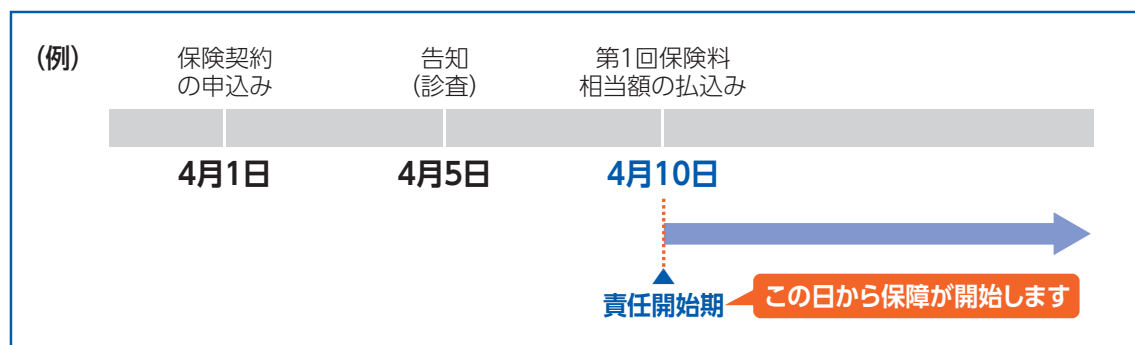 (例)
保険契約
の申込み
告知
(診査)
第1回保険料
相当額の払込み
4月1日
4月5日
4月10日
責任開始期
この日から保障が開始します